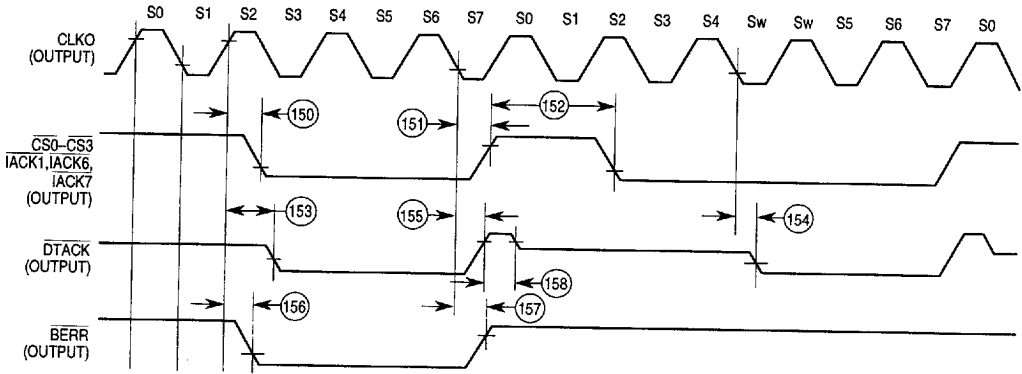 S0 S1 S2 S3 S4 S5 S6 S7 S0 S1 S2 S3 S4 Sw Sw S5 S6 S7 S0
CLKO
(OUTPUT)
150
151
152
CS0–CS3
IACK1,IACK6,
IACK7
(OUTPUT)
153
155
154
DTACK
(OUTPUT)
158
156
157
BERR
(OUTPUT)